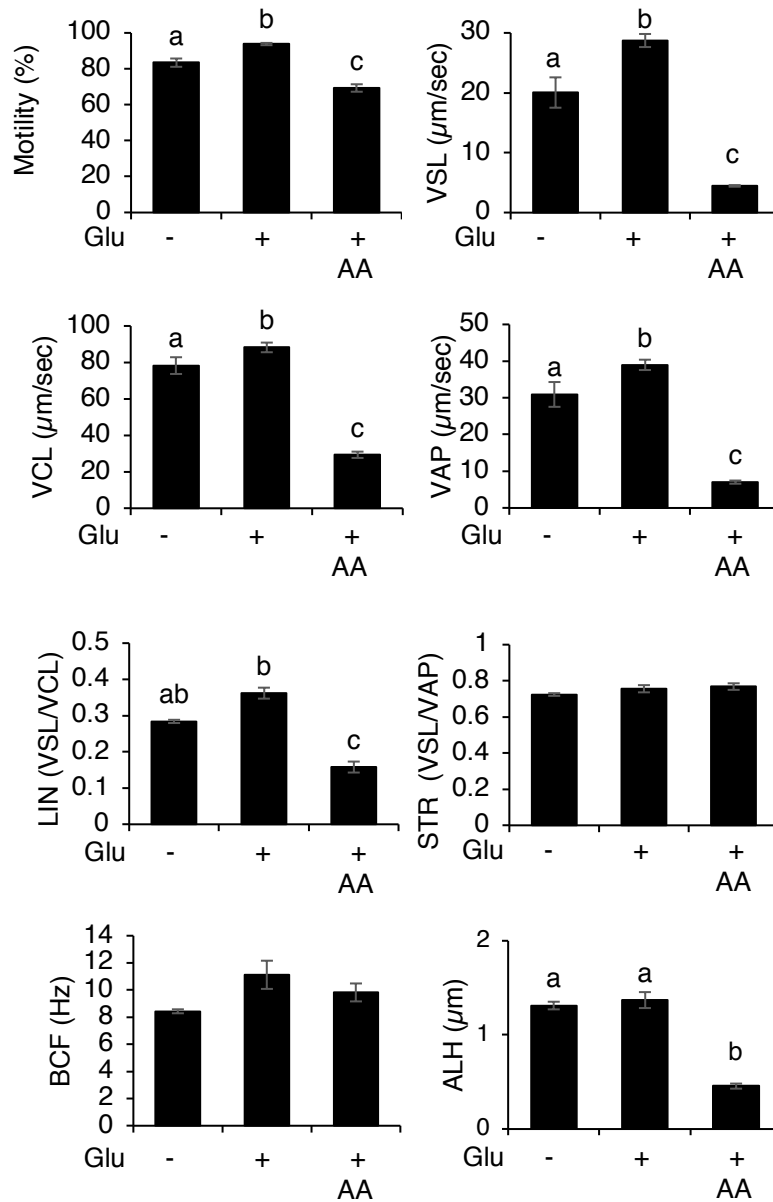 Motility (%)
100
80
60
40
20
0
a
b
c
Glu
-
+
+
AA
VSL (µm/sec)
30
20
10
0
a
b
c
Glu
-
+
+
AA
VCL (µm/sec)
100
80
60
40
20
0
a
b
c
Glu
-
+
+
AA
VAP (µm/sec)
50
40
30
20
10
0
a
b
c
Glu
-
+
+
AA
LIN (VSL/VCL)
0.5
0.4
0.3
0.2
0.1
0
ab
b
c
Glu
-
+
+
AA
STR (VSL/VAP)
1
0.8
0.6
0.4
0.2
0
Glu
-
+
+
AA
BCF (Hz)
14
12
10
8
6
4
2
0
Glu
-
+
+
AA
ALH (µm)
2
1
0
a
a
b
Glu
-
+
+
AA